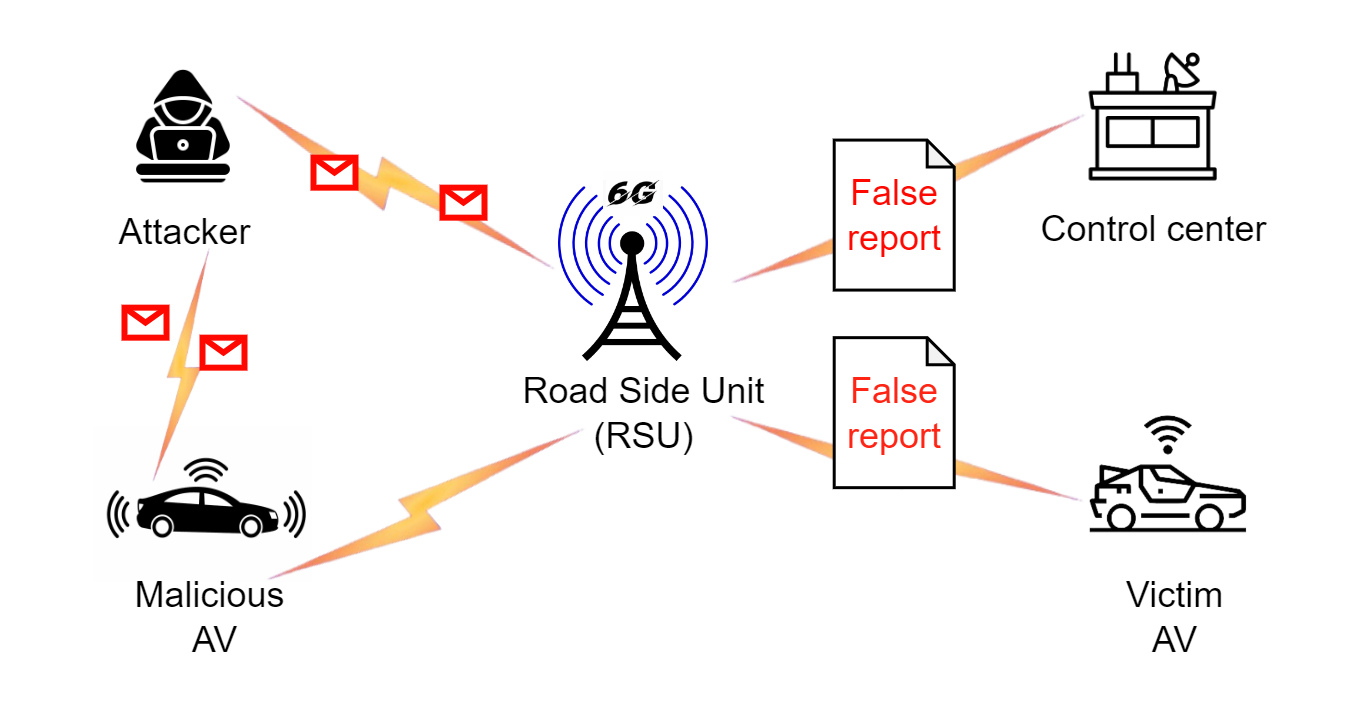 6G
False
report
Attacker
Control center
False
report
Road Side Unit
(RSU)
Malicious
AV
Victim
AV